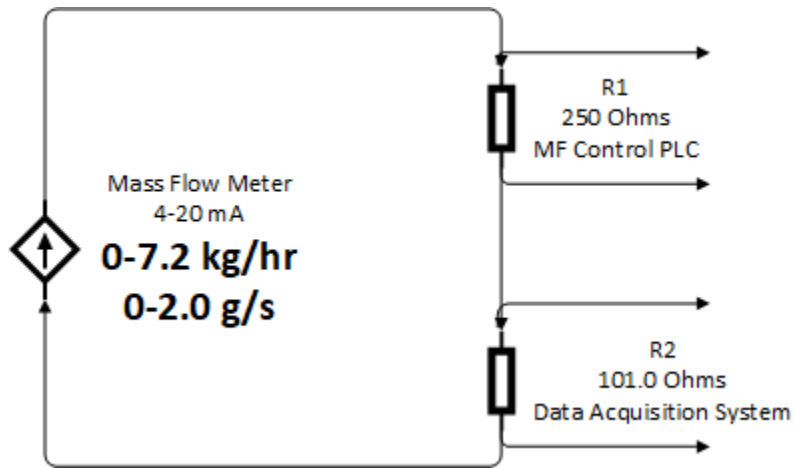 Mass Flow Meter
4-20 mA
0-7.2 kg/hr
0-2.0 g/s
R1
250 Ohms
MF Control PLC
R2
101.0 Ohms
Data Acquisition System